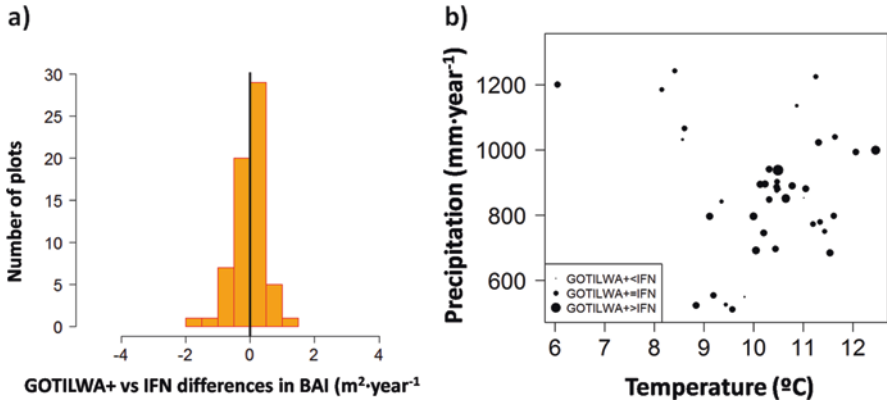 a)
Number of plots
30
25
20
15
10
5
0
-4 -2 0 2 4
GOTILWA+ vs IFN differences in BAI (m²·year⁻¹
b)
Precipitation (mm·year⁻¹)
1200
1000
800
600
GOTILWA+<IFN
GOTILWA+=IFN
GOTILWA+>IFN
6 7 8 9 10 11 12
Temperature (ºC)